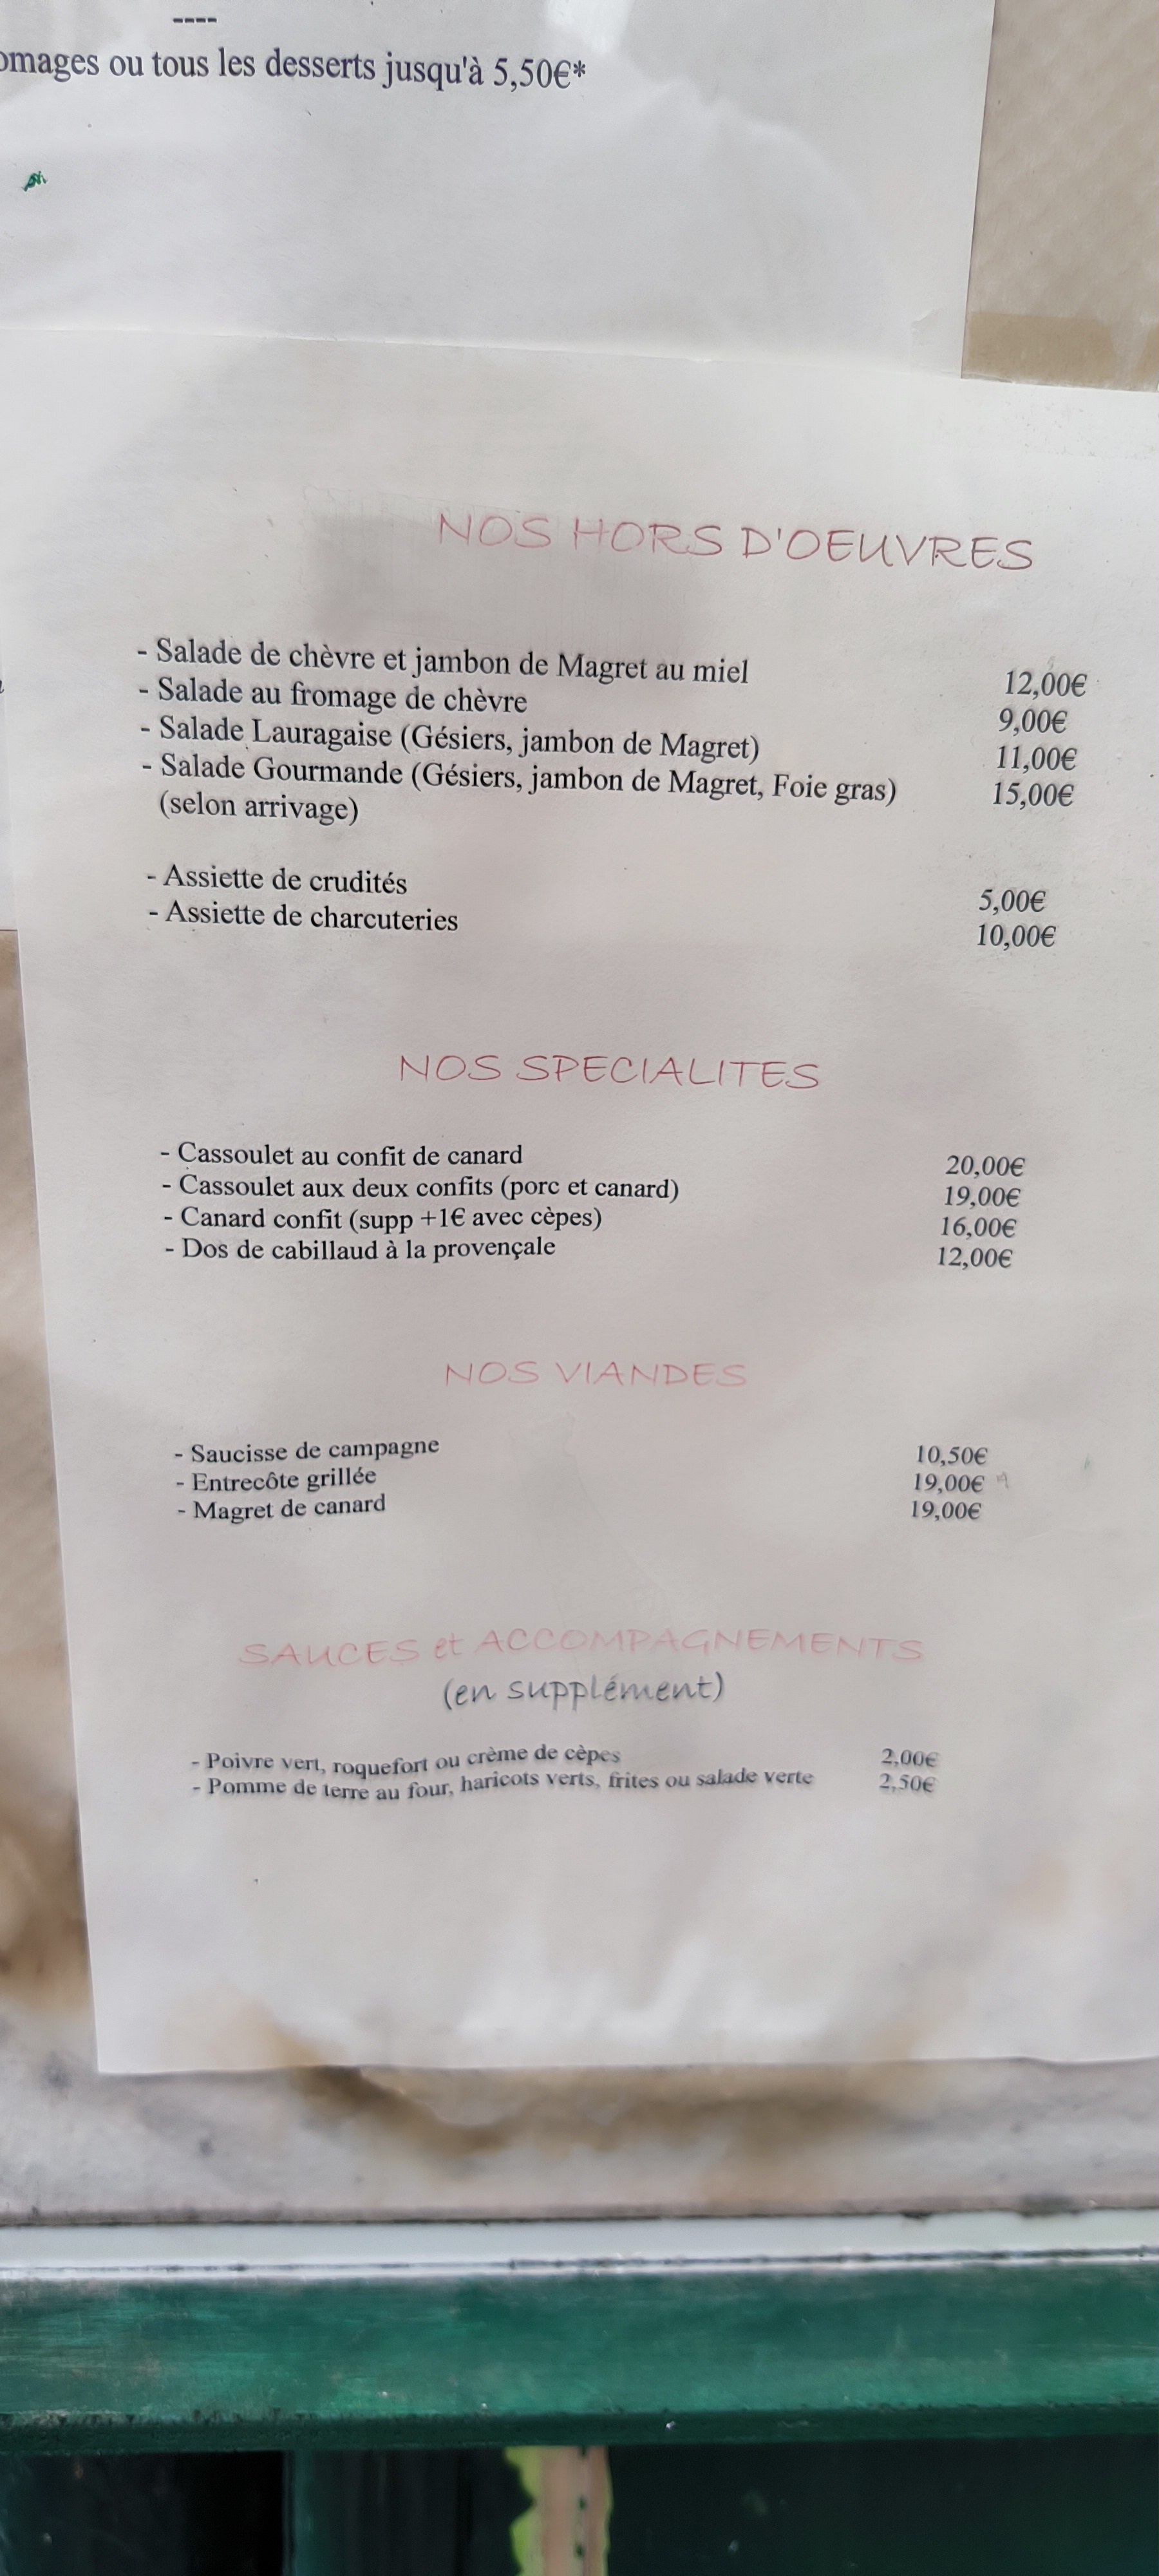 ----
omages ou tous les desserts jusqu'à 5,50€*
NOS HORS D'OEUVRES
- Salade de chèvre et jambon de Magret au miel 12,00€
- Salade au fromage de chèvre 9,00€
- Salade Lauragaise (Gésiers, jambon de Magret) 11,00€
- Salade Gourmande (Gésiers, jambon de Magret, Foie gras) 15,00€
(selon arrivage)
- Assiette de crudités 5,00€
- Assiette de charcuteries 10,00€
NOS SPECIALITES
- Cassoulet au confit de canard 20,00€
- Cassoulet aux deux confits (porc et canard) 19,00€
- Canard confit (supp +1€ avec cèpes) 16,00€
- Dos de cabillaud à la provençale 12,00€
NOS VIANDES
- Saucisse de campagne 10,50€
- Entrecôte grillée 19,00€
- Magret de canard 19,00€
SAUCES et ACCOMPAGNEMENTS
(en supplément)
- Poivre vert, roquefort ou crème de cèpes 2,00€
- Pomme de terre au four, haricots verts, frites ou salade verte 2,50€